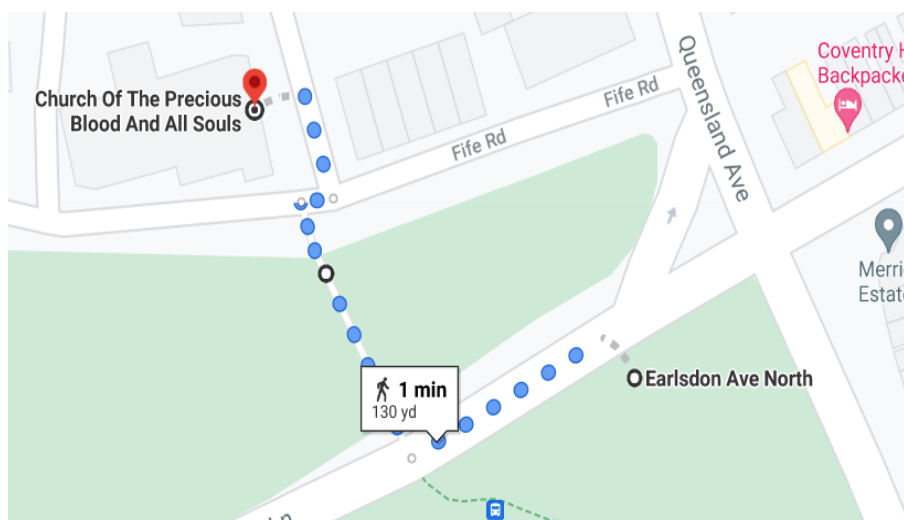 Church Of The Precious
Blood And All Souls
Fife Rd
Fife Rd
Queensland Ave
Coventry H
Backpacke
Merri
Estat
Earlsdon Ave North
1 min
130 yd
Ln